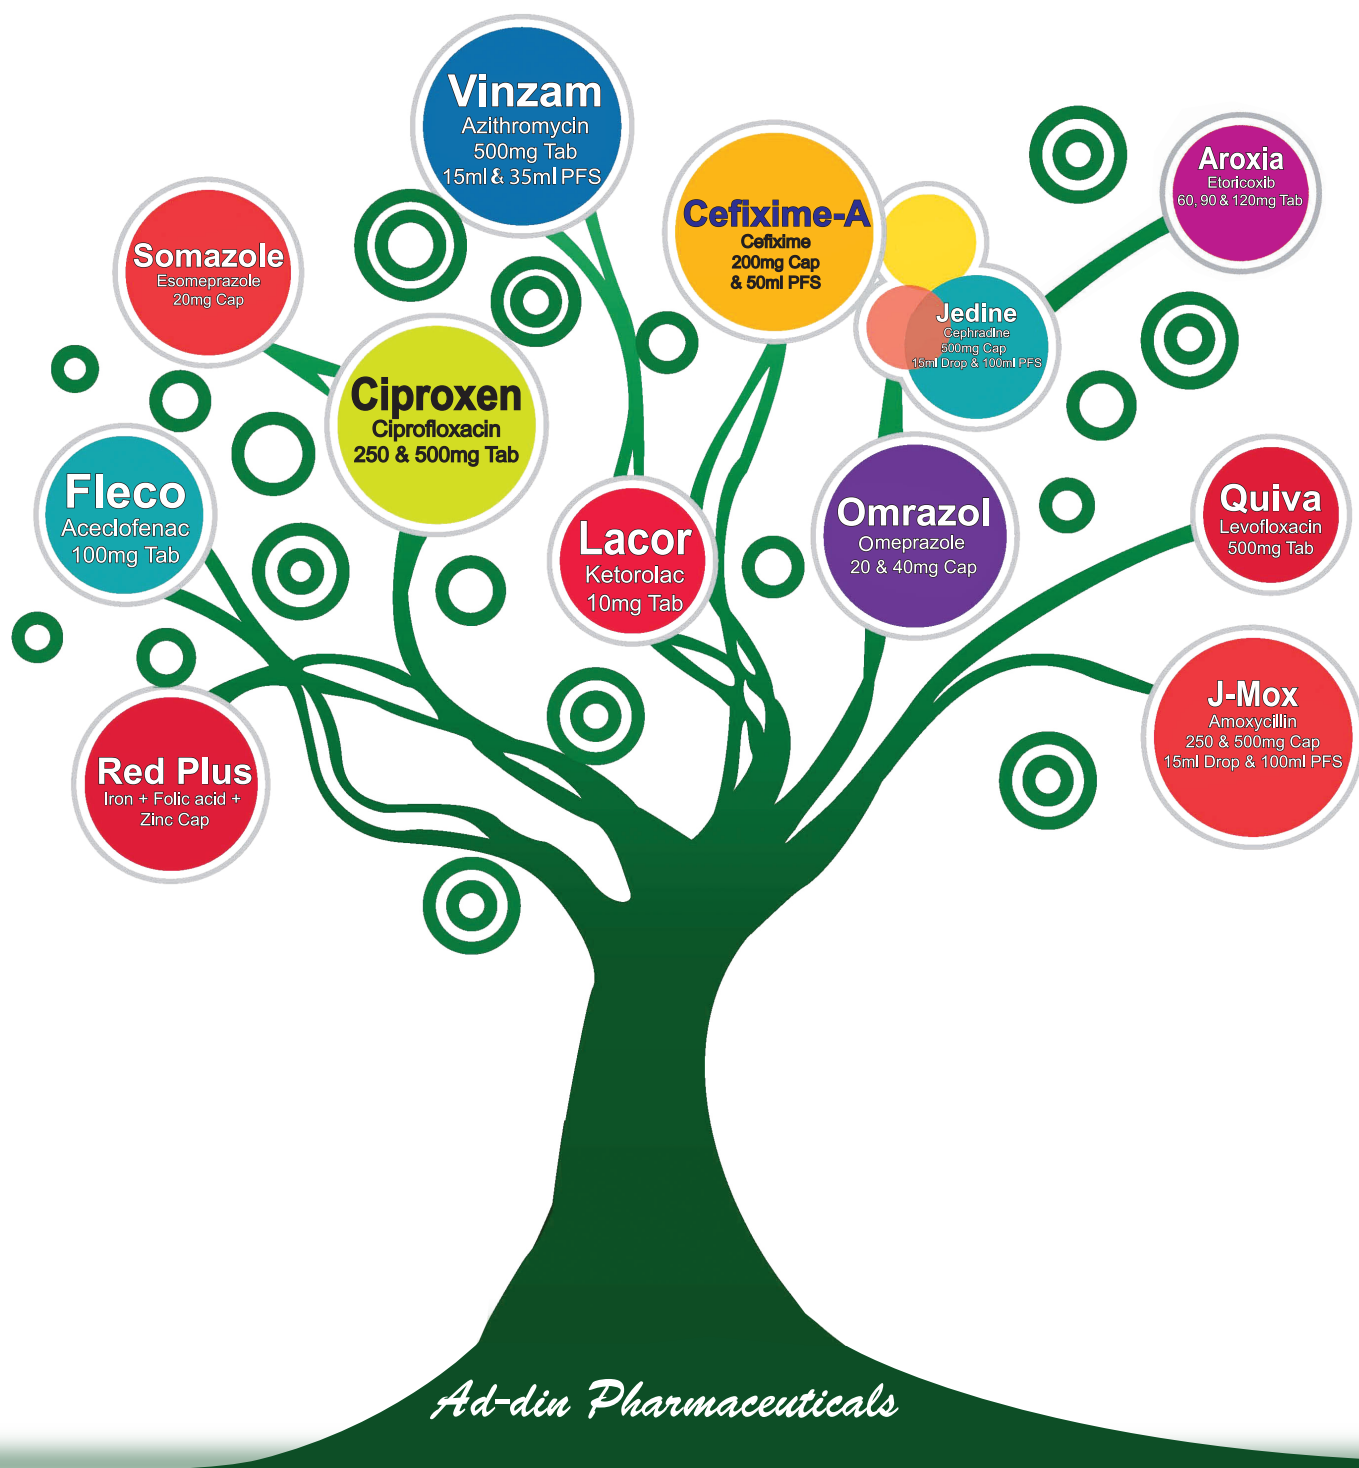 Vinzam
Azithromycin
500mg Tab
15ml & 35ml PFS
Cefixime-A
Cefixime
200mg Cap
& 50ml PFS
Aroxia
Etoricoxib
60, 90 & 120mg Tab
Somazole
Esomeprazole
20mg Cap
Jedine
Cephradine
500mg Cap
15ml Drop & 100ml PFS
Ciproxen
Ciprofloxacin
250 & 500mg Tab
Fleco
Aceclofenac
100mg Tab
Lacor
Ketorolac
10mg Tab
Omrazol
Omeprazole
20 & 40mg Cap
Quiva
Levofloxacin
500mg Tab
Red Plus
Iron + Folic acid +
Zinc Cap
J-Mox
Amoxycillin
250 & 500mg Cap
15ml Drop & 100ml PFS
Ad-din Pharmaceuticals